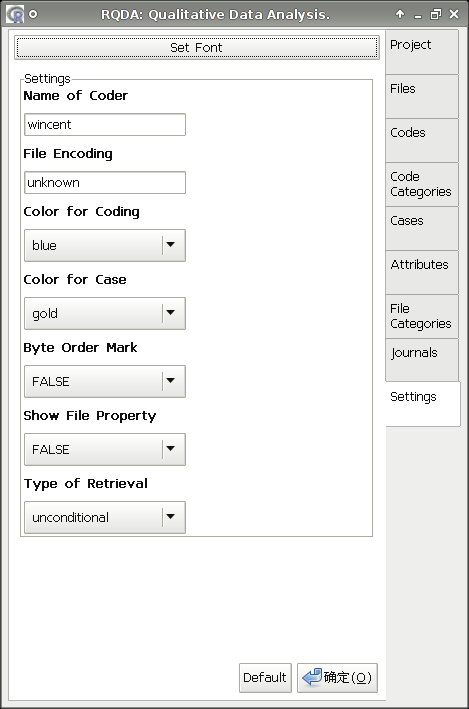 RQDA: Qualitative Data Analysis.
Set Font
Settings
Name of Coder
wincent
File Encoding
unknown
Color for Coding
blue
Color for Case
gold
Byte Order Mark
FALSE
Show File Property
FALSE
Type of Retrieval
unconditional
Default
确定(O)
Project
Files
Codes
Code
Categories
Cases
Attributes
File
Categories
Journals
Settings